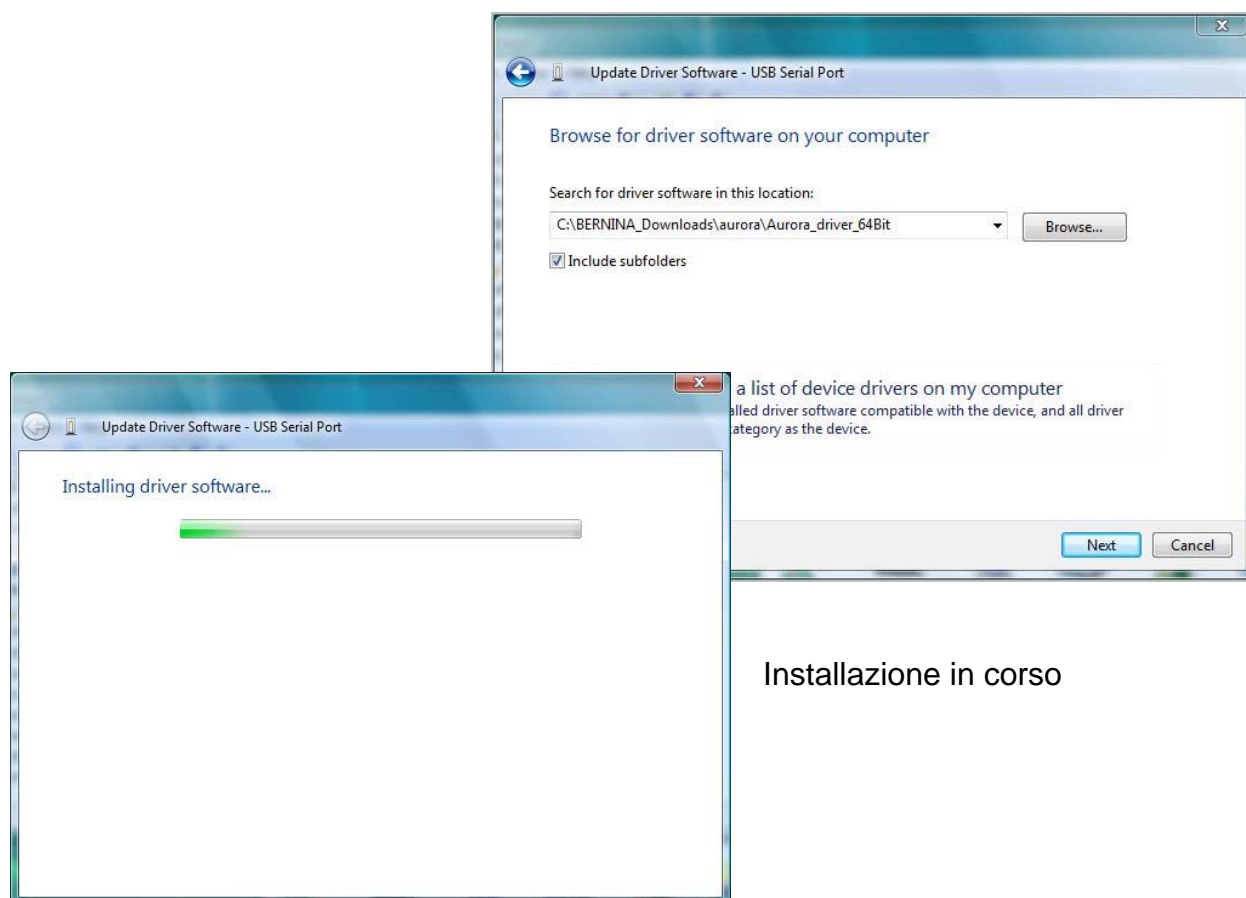 Update Driver Software - USB Serial Port
Browse for driver software on your computer
Search for driver software in this location:
C:\BERNINA_Downloads\aurora\Aurora_driver_64Bit
Browse...
Include subfolders
a list of device drivers on my computer
driver software compatible with the device, and all driver
as the device.
Next
Cancel
Update Driver Software - USB Serial Port
Installing driver software...
Installazione in corso